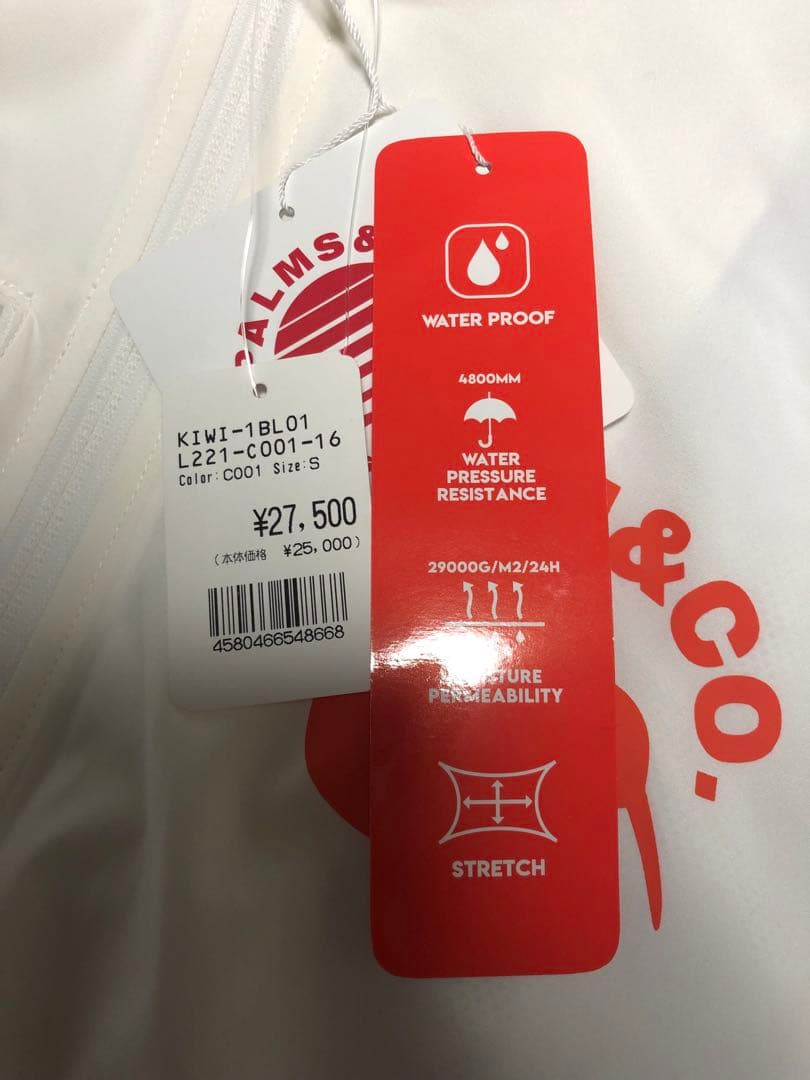 PALMS&
KIWI-1BL01
L221-C001-16
Color:C001 Size:S
¥27,500
(本体価格 ¥25,000)
4580466548668
WATER PROOF
4800MM
WATER
PRESSURE
RESISTANCE
29000G/M2/24H
PERMEABILITY
STRETCH
&CO.